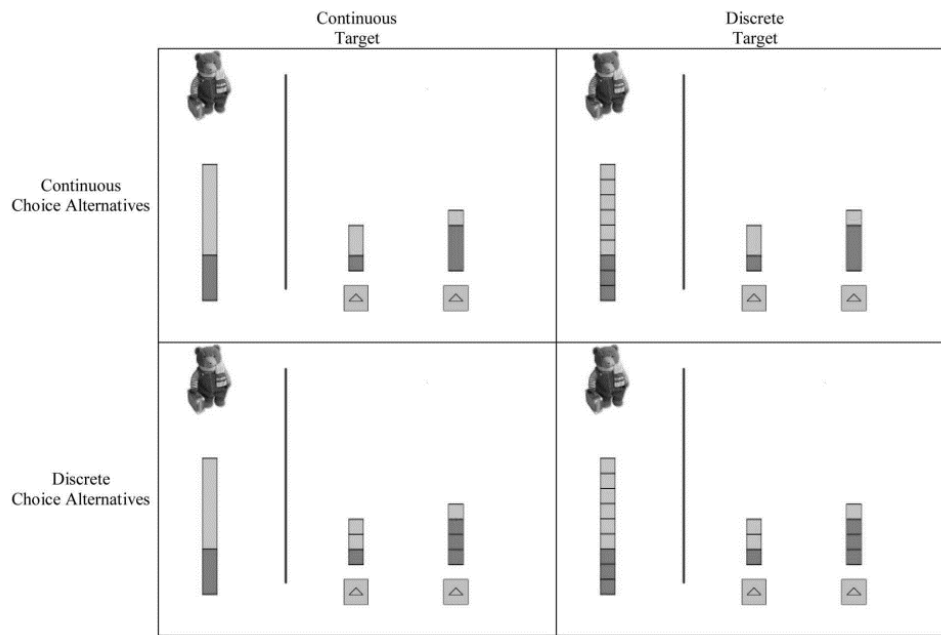 Continuous
Target
Discrete
Target
Continuous
Choice Alternatives
Discrete
Choice Alternatives